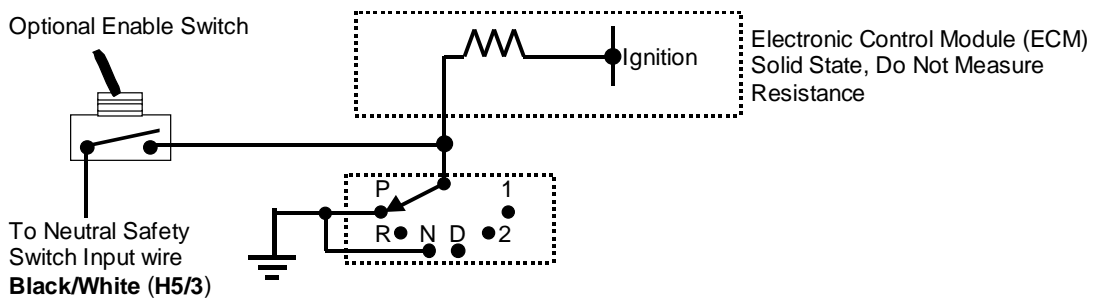 Optional Enable Switch
Ignition
Electronic Control Module (ECM)
Solid State, Do Not Measure
Resistance
P 1
R N D 2
To Neutral Safety
Switch Input wire
Black/White (H5/3)